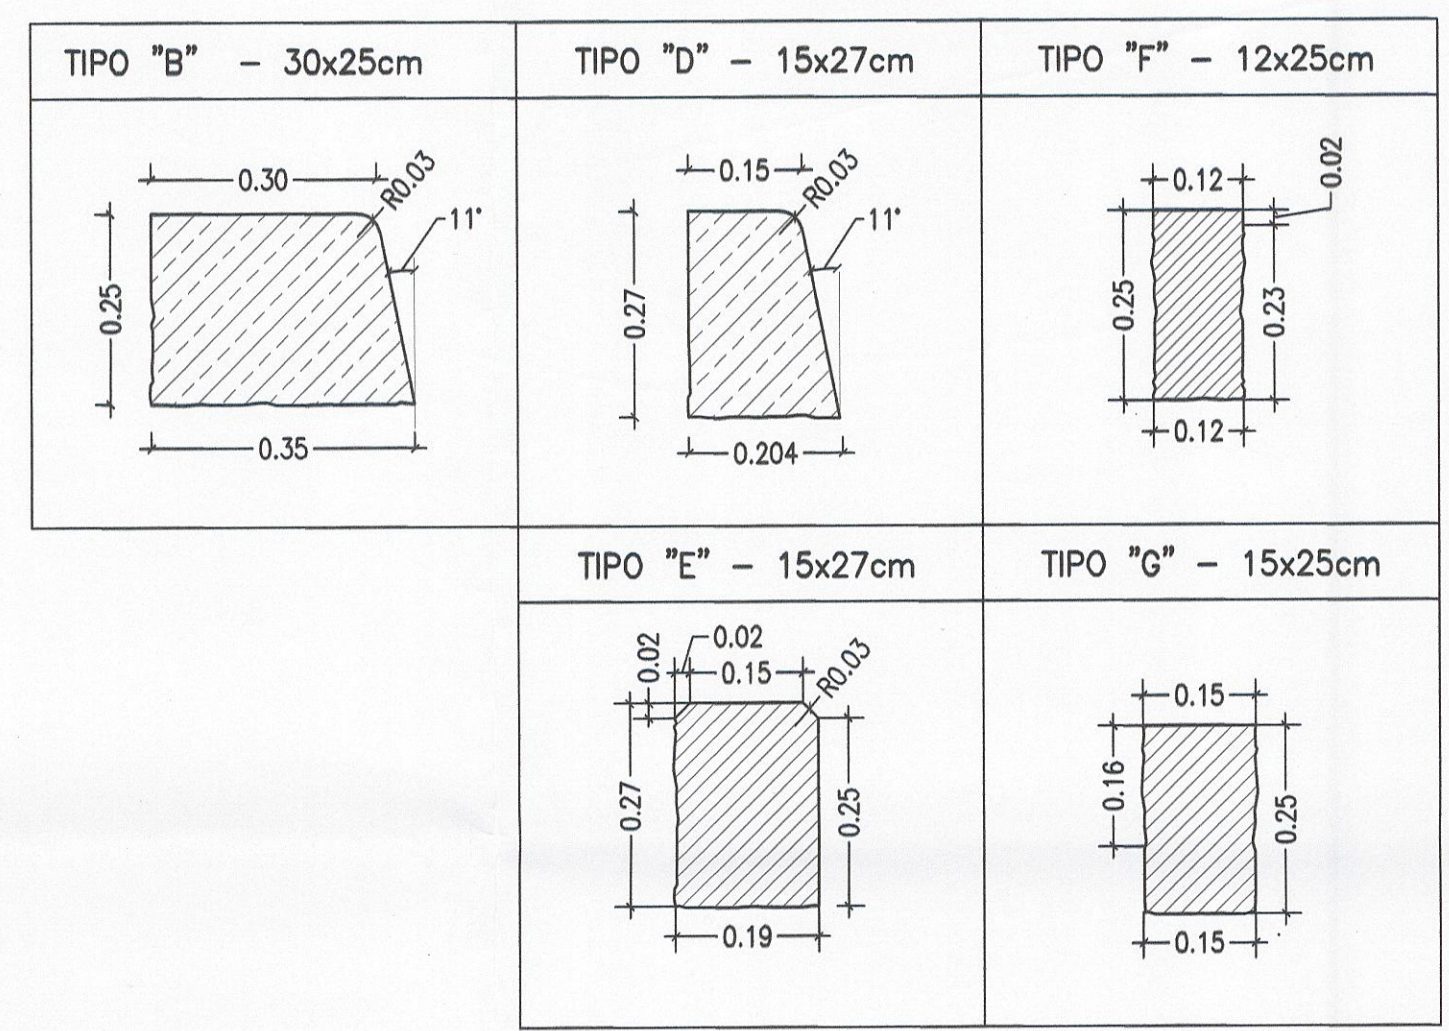 TIPO "B" - 30x25cm
0.30
R0.03
11°
0.25
0.35
TIPO "D" - 15x27cm
0.15
R0.03
11°
0.27
0.204
TIPO "F" - 12x25cm
0.12
0.02
0.25
0.23
0.12
TIPO "E" - 15x27cm
0.02
0.02
0.15
R0.03
0.27
0.25
0.19
TIPO "G" - 15x25cm
0.15
0.16
0.25
0.15